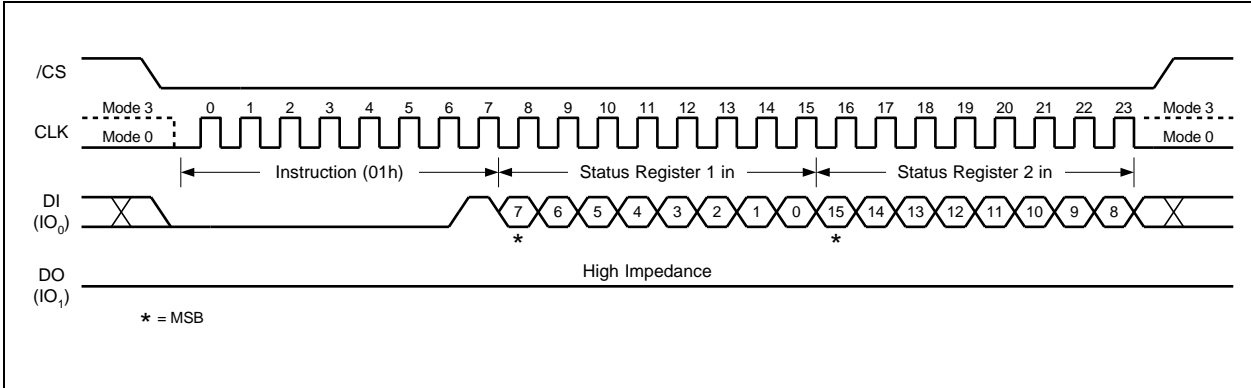 /CS
Mode 3 0 1 2 3 4 5 6 7 8 9 10 11 12 13 14 15 16 17 18 19 20 21 22 23 Mode 3
CLK Mode 0 Mode 0
Instruction (01h) Status Register 1 in Status Register 2 in
DI
(IO0) 7 6 5 4 3 2 1 0 15 14 13 12 11 10 9 8
* *
High Impedance
DO
(IO1)
* = MSB